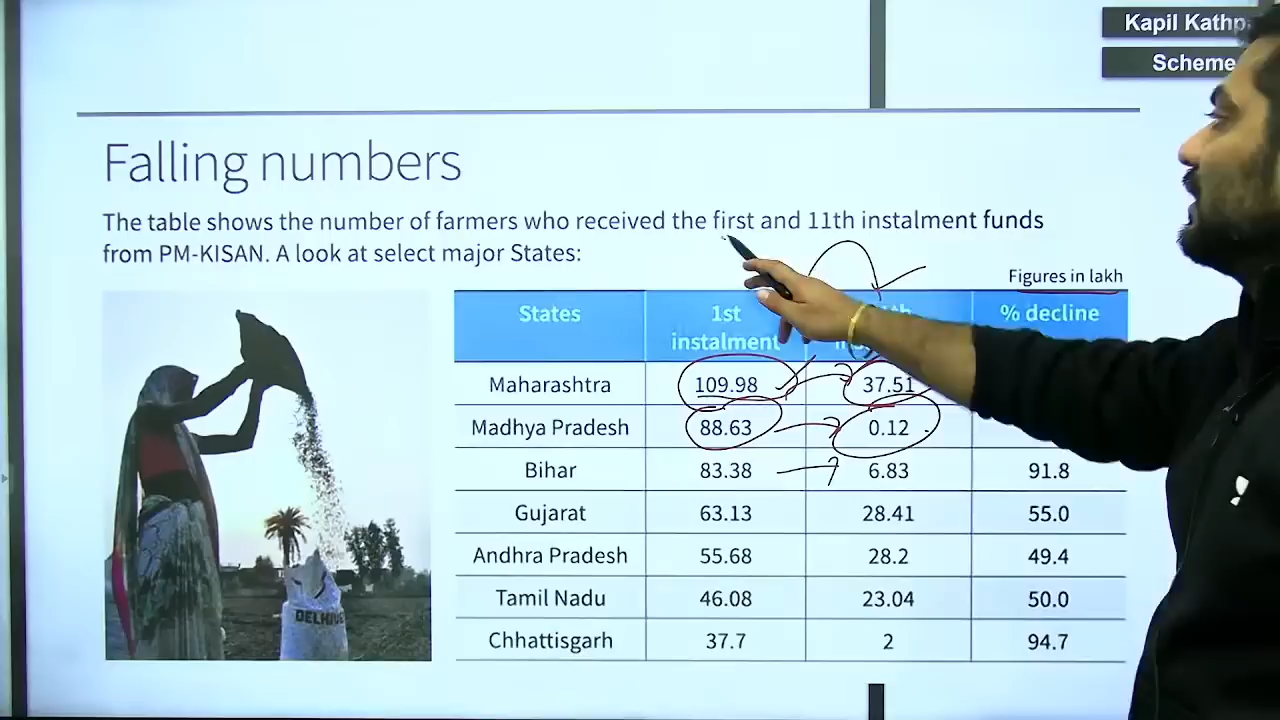 Kapil
Scheme
Falling numbers
The table shows the number of farmers who received the first and 11th instalment funds
from PM-KISAN. A look at select major States:
Figures in lakh
States 1st % decline
instalment
Maharashtra 109.98 37.51
Madhya Pradesh 88.63 0.12
Bihar 83.38 6.83 91.8
Gujarat 63.13 28.41 55.0
Andhra Pradesh 55.68 28.2 49.4
Tamil Nadu 46.08 23.04 50.0
Chhattisgarh 37.7 2 94.7